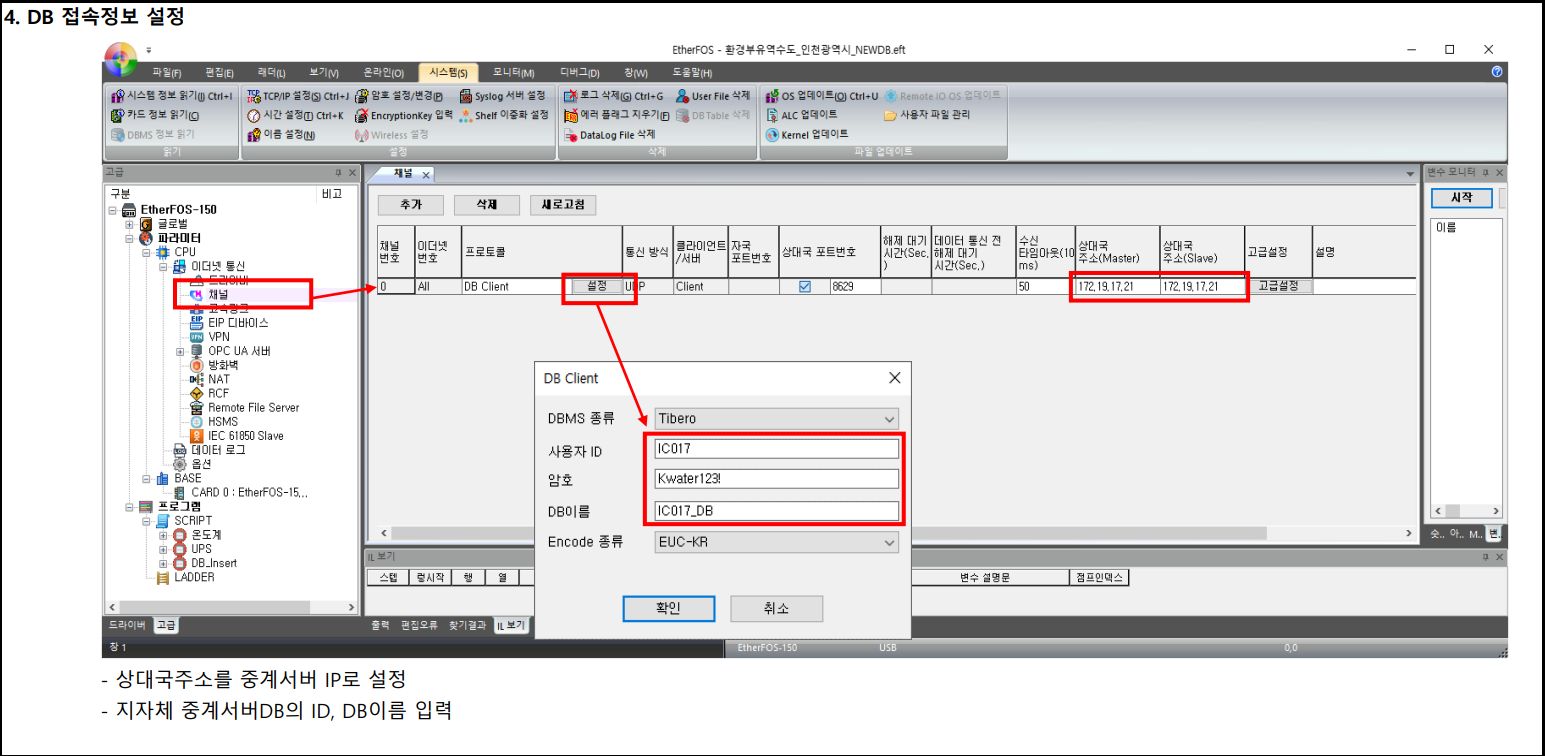 4. DB 접속정보 설정
EtherFOS - 환경부유역수도_인천광역시_NEWDB.eft
파일(F) 편집(E) 래더(L) 보기(V) 온라인(O) 시스템(S) 모니터(M) 디버그(D) 창(W) 도움말(H)
시스템 정보 읽기(I) Ctrl+I TCP/IP 설정(S) Ctrl+J 암호 설정/변경(P) Syslog 서버 설정 로그 삭제(G) Ctrl+G User File 삭제 OS 업데이트(O) Ctrl+U Remote IO OS 업데이트
카드 정보 읽기(C) 시간 설정(T) Ctrl+K EncryptionKey 입력 Shelf 이중화 설정 에러 플래그 지우기(F) DB Table 삭제 ALC 업데이트 사용자 파일 관리
DBMS 정보 읽기 이름 설정(N) Wireless 설정 DataLog File 삭제 Kernel 업데이트
읽기 설정 삭제 파일 업데이트
고급
구분 비고
EtherFOS-150
글로벌
파라미터
CPU
이더넷 통신
드라이버
채널
고속링크
EIP 디바이스
VPN
OPC UA 서버
방화벽
NAT
RCF
Remote File Server
HSMS
IEC 61850 Slave
데이터 로그
옵션
BASE
CARD 0 : EtherFOS-15...
프로그램
SCRIPT
온도계
UPS
DB_Insert
LADDER
드라이버 고급
채널
추가 삭제 새로고침
채널 번호 이더넷 번호 프로토콜 통신 방식 클라이언트/서버 자국 포트번호 상대국 포트번호 해제 대기 시간(Sec.) 데이터 통신 전 해제 대기 시간(Sec.) 수신 타임아웃(10 ms) 상대국 주소(Master) 상대국 주소(Slave) 고급설정 설명
0 All DB Client 설정 Client 8629 50 172.19.17.21 172.19.17.21 고급설정
DB Client
DBMS 종류 Tibero
사용자 ID IC017
암호 Kwater123!
DB이름 IC017_DB
Encode 종류 EUC-KR
확인 취소
IL 보기
스텝 렁시작 행 열 변수 설명문 점프인덱스
출력 편집오류 찾기결과 IL 보기
변수 모니터
시작
이름
숏.. 아.. M.. 변.
창 1 EtherFOS-150 USB 0,0
- 상대국주소를 중계서버 IP로 설정
- 지자체 중계서버DB의 ID, DB이름 입력